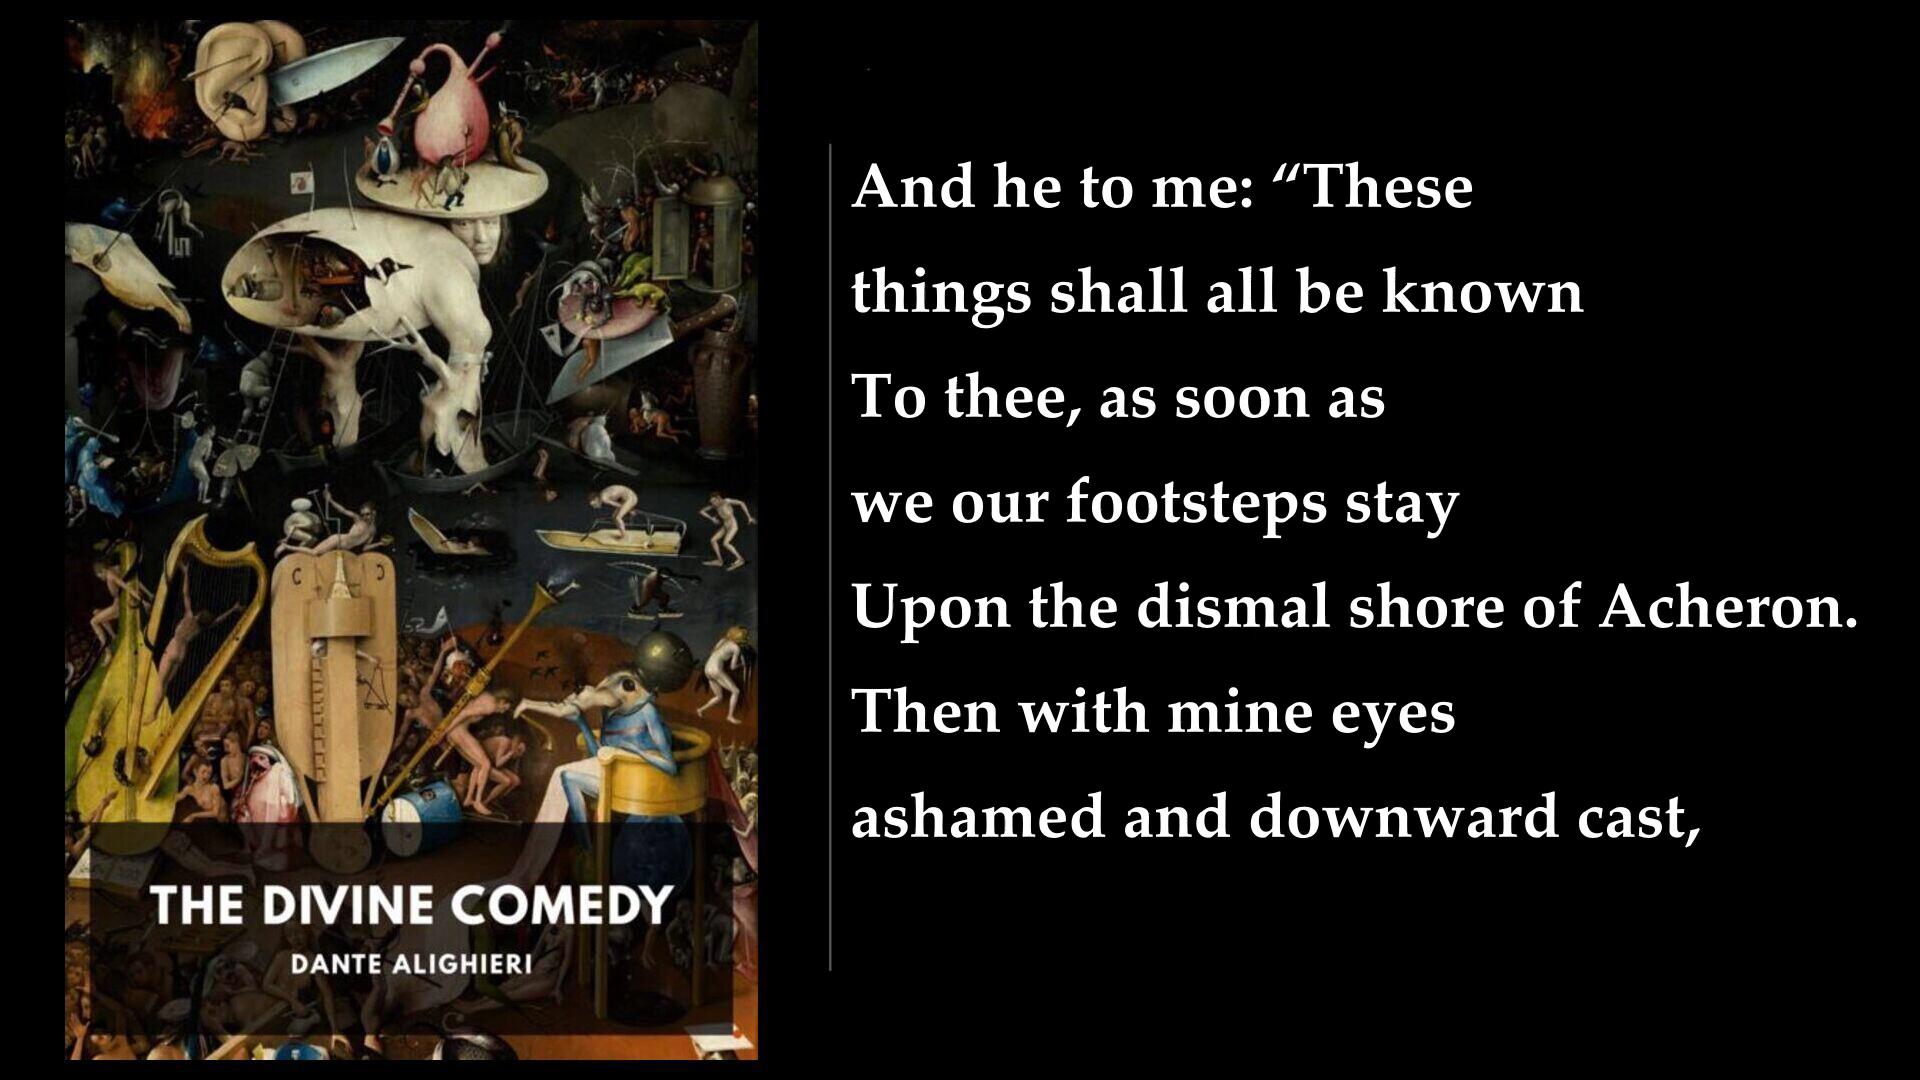 And he to me: “These
things shall all be known
To thee, as soon as
we our footsteps stay
Upon the dismal shore of Acheron.
Then with mine eyes
ashamed and downward cast,
THE DIVINE COMEDY
DANTE ALIGHIERI